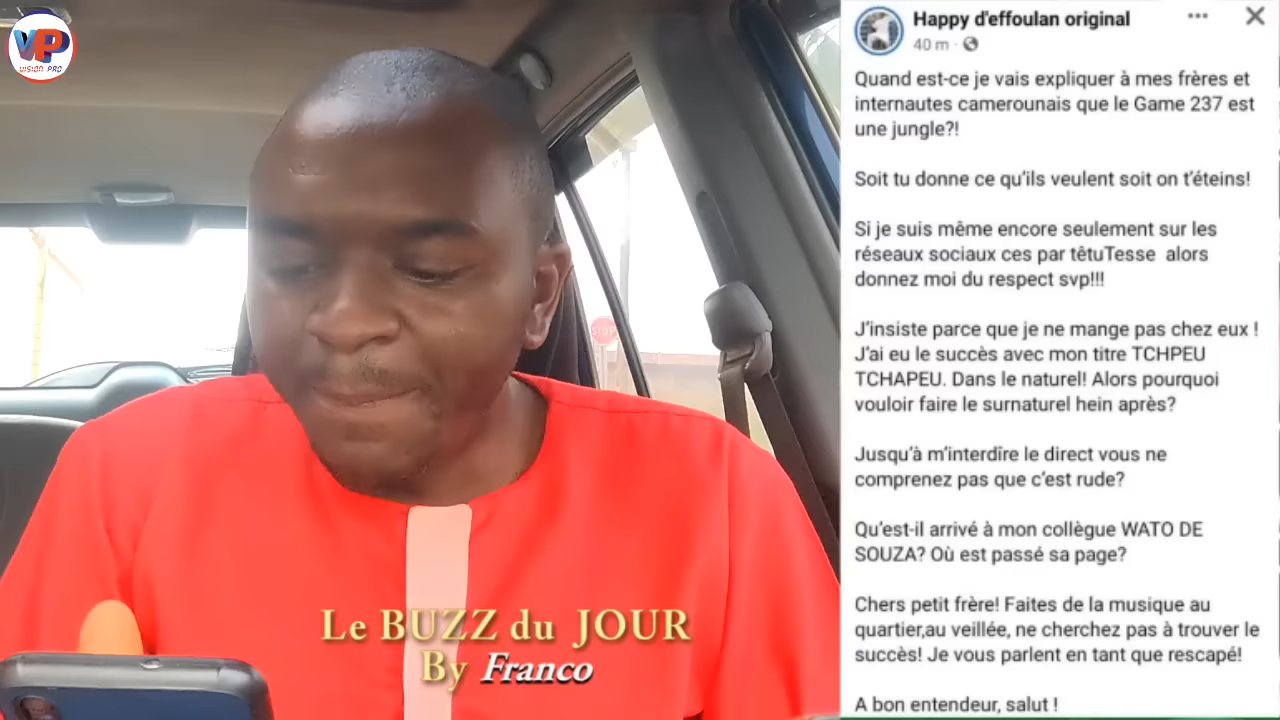 VP
VISION PRO
STOP
Le BUZZ du JOUR
By Franco
Happy d'effoulan original
40 m ·
Quand est-ce je vais expliquer à mes frères et
internautes camerounais que le Game 237 est
une jungle?!
Soit tu donne ce qu'ils veulent soit on t'éteins!
Si je suis même encore seulement sur les
réseaux sociaux ces par têtuTesse alors
donnez moi du respect svp!!!
J'insiste parce que je ne mange pas chez eux !
J'ai eu le succès avec mon titre TCHPEU
TCHAPEU. Dans le naturel! Alors pourquoi
vouloir faire le surnaturel hein après?
Jusqu'à m'interdîre le direct vous ne
comprenez pas que c'est rude?
Qu'est-il arrivé à mon collègue WATO DE
SOUZA? Où est passé sa page?
Chers petit frère! Faites de la musique au
quartier,au veillée, ne cherchez pas à trouver le
succès! Je vous parlent en tant que rescapé!
A bon entendeur, salut !